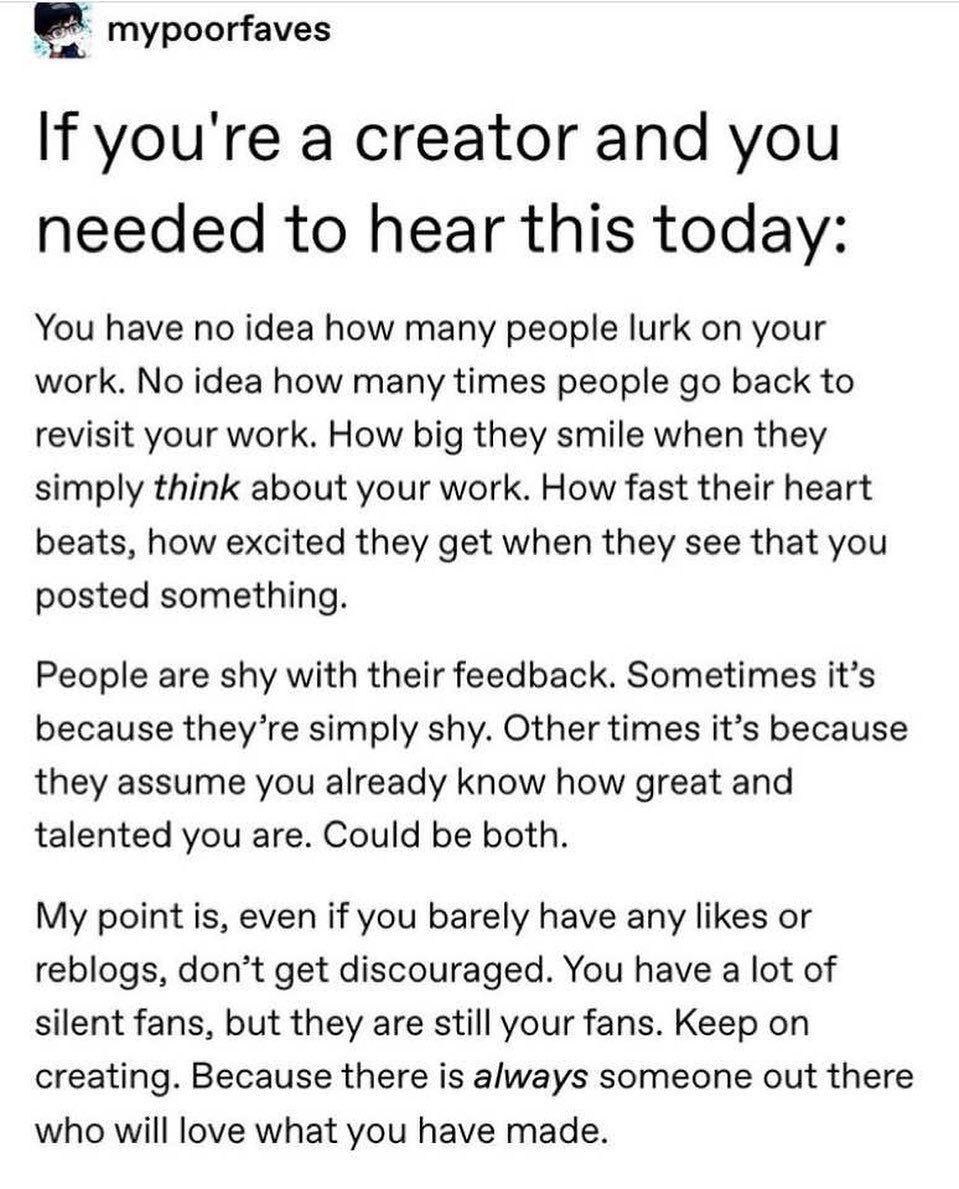 mypoorfaves
If you're a creator and you
needed to hear this today:
You have no idea how many people lurk on your
work. No idea how many times people go back to
revisit your work. How big they smile when they
simply think about your work. How fast their heart
beats, how excited they get when they see that you
posted something.
People are shy with their feedback. Sometimes it’s
because they’re simply shy. Other times it’s because
they assume you already know how great and
talented you are. Could be both.
My point is, even if you barely have any likes or
reblogs, don’t get discouraged. You have a lot of
silent fans, but they are still your fans. Keep on
creating. Because there is always someone out there
who will love what you have made.